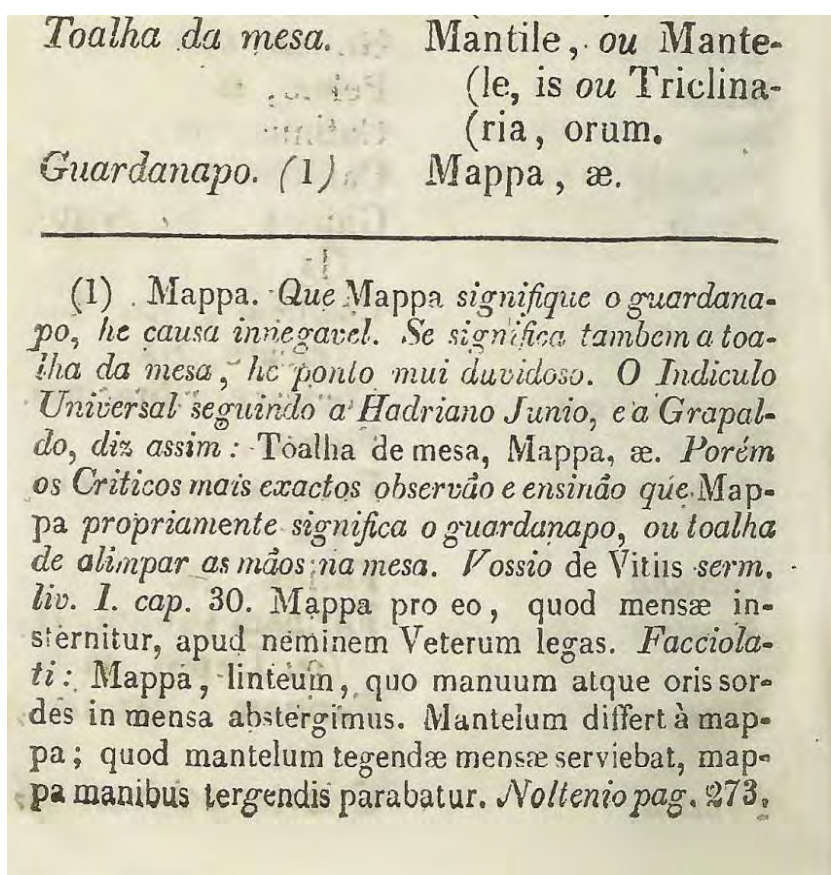 Toalha da mesa. Mantile, ou Mante-
(le, is ou Triclina-
(ria, orum.
Guardanapo. (1) Mappa, æ.
(1) Mappa. Que Mappa signifique o guardana-
po, he causa innegavel. Se significa tambem a toa-
lha da mesa, he ponto mui duvidoso. O Indiculo
Universal seguindo a Hadriano Junio, e a Grapal-
do, diz assim: Toalha de mesa, Mappa, æ. Porém
os Criticos mais exactos observão e ensinão que Map-
pa propriamente significa o guardanapo, ou toalha
de alimpar as mãos na mesa. Vossio de Vitiis serm.
liv. I. cap. 30. Mappa pro eo, quod mensæ in-
sternitur, apud neminem Veterum legas. Facciola-
ti: Mappa, linteum, quo manuum atque oris sor-
des in mensa abstergimus. Mantelum differt à map-
pa; quod mantelum tegendæ mensæ serviebat, map-
pa manibus tergendis parabatur. Noltenio pag. 273.